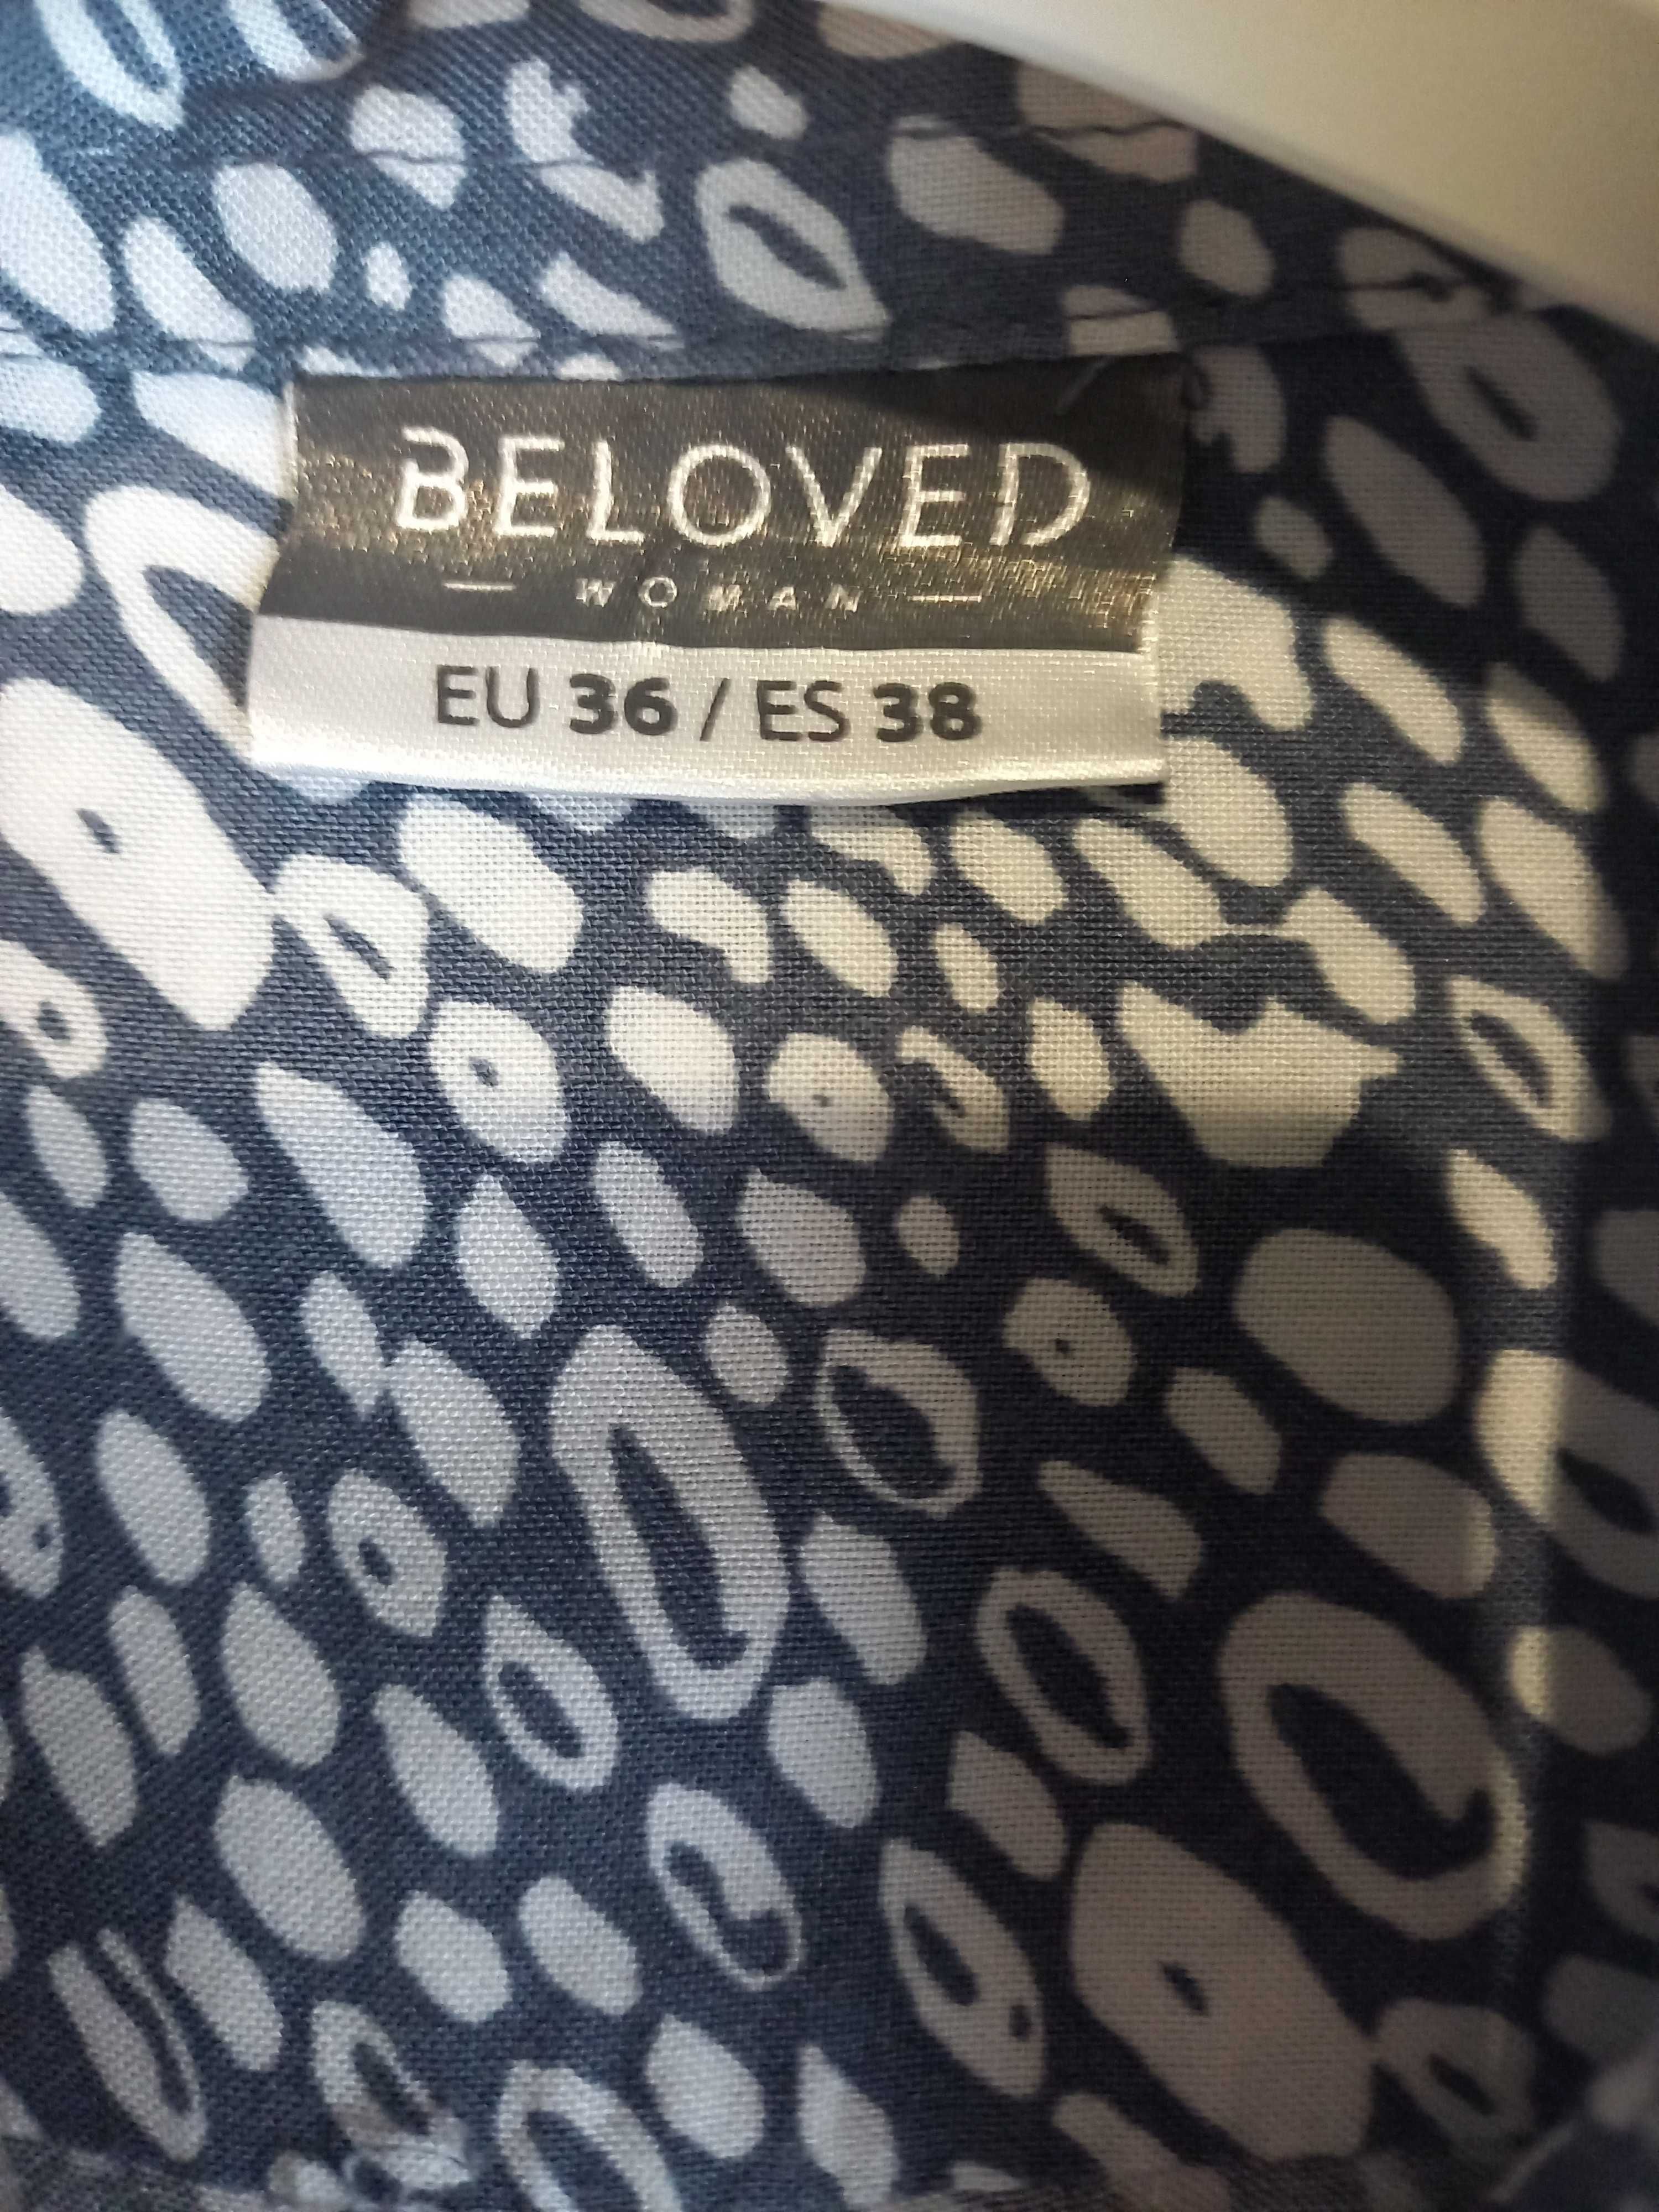 BELOVED
— WOMAN —
EU 36 / ES 38